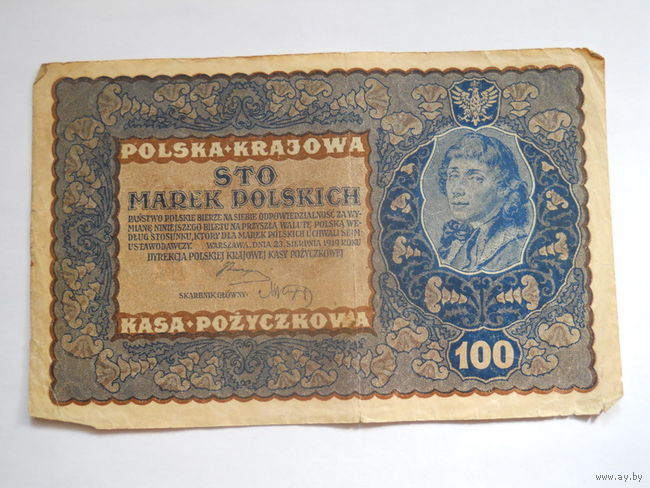 POLSKA·KRAJOWA
STO
MAREK POLSKICH
PAŃSTWO POLSKIE BIERZE NA SIEBIE ODPOWIEDZIALNOŚĆ ZA WY-
MIANĘ NINIEJSZEGO BILETU NA PRZYSZŁĄ WALUTĘ POLSKĄ WE-
DŁUG STOSUNKU, KTÓRY DLA MAREK POLSKICH UCHWALI SEJM
USTAWODAWCZY. WARSZAWA, DNIA 23. SIERPNIA 1919 ROKU
DYREKCJA POLSKIEJ KRAJOWEJ KASY POŻYCZKOWEJ
SKARBNIK GŁÓWNY:
KASA·POŻYCZKOWA
100
www.ay.by